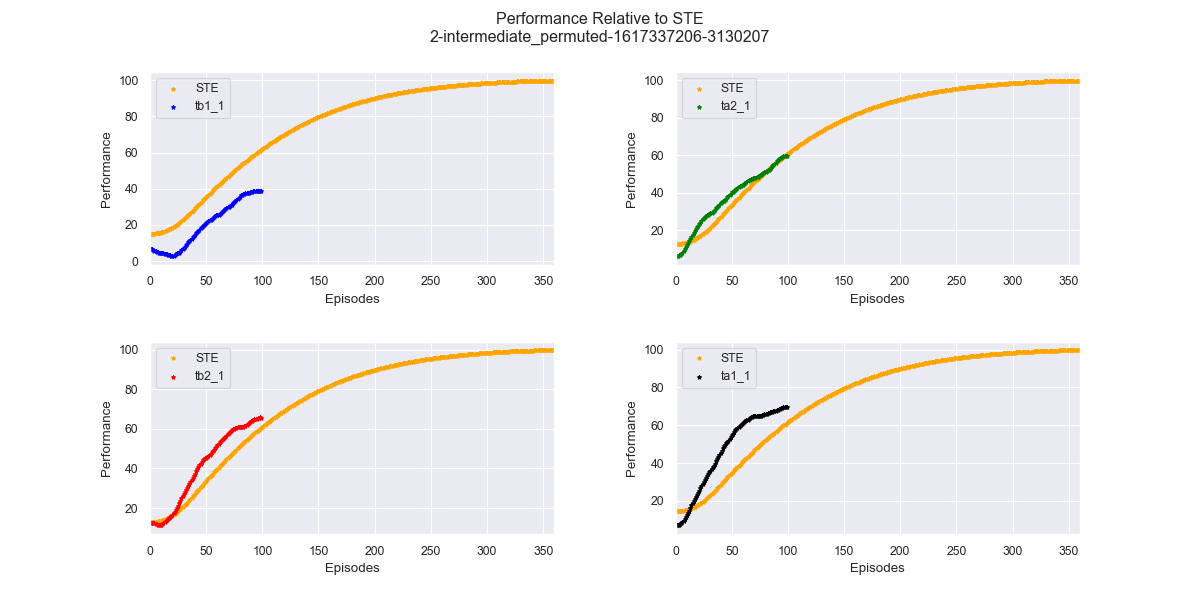 Performance Relative to STE
2-intermediate_permuted-1617337206-3130207
100
80
60
40
20
0
Performance
STE
tb1_1
0 50 100 150 200 250 300 350
Episodes
100
80
60
40
20
Performance
STE
ta2_1
0 50 100 150 200 250 300 350
Episodes
100
80
60
40
20
Performance
STE
tb2_1
0 50 100 150 200 250 300 350
Episodes
100
80
60
40
20
Performance
STE
ta1_1
0 50 100 150 200 250 300 350
Episodes